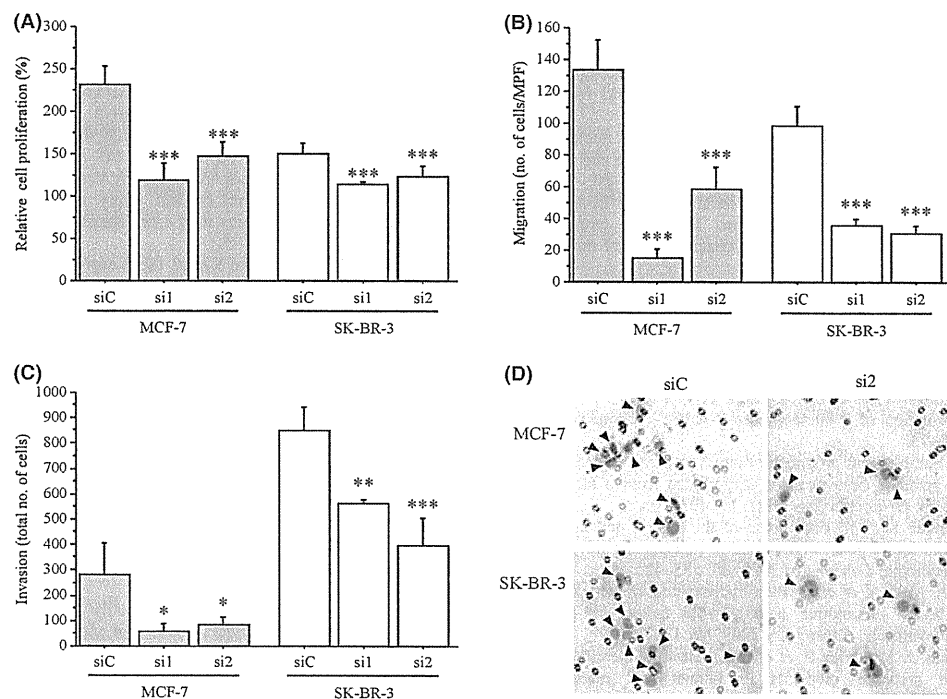 (A)
Relative cell proliferation (%)
300
250
200
150
100
50
0
*** *** *** ***
siC si1 si2 siC si1 si2
MCF-7 SK-BR-3
(B)
Migration (no. of cells/MPF)
160
140
120
100
80
60
40
20
0
*** *** *** ***
siC si1 si2 siC si1 si2
MCF-7 SK-BR-3
(C)
Invasion (total no. of cells)
1000
900
800
700
600
500
400
300
200
100
0
* * ** ***
siC si1 si2 siC si1 si2
MCF-7 SK-BR-3
(D)
siC si2
MCF-7
SK-BR-3